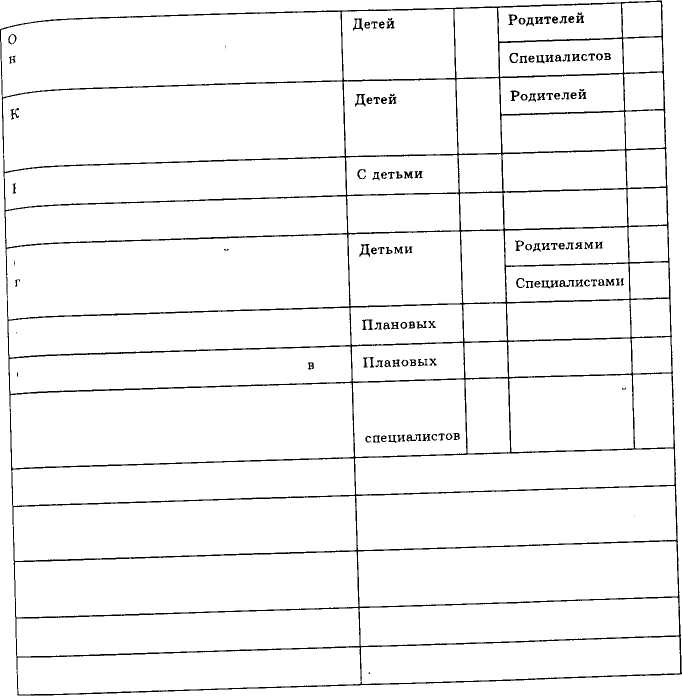 О
Детей
Родителей
н
Специалистов
К
Детей
Родителей
С детьми
Детьми
Родителями
г
Специалистами
Плановых
в
Плановых
специалистов